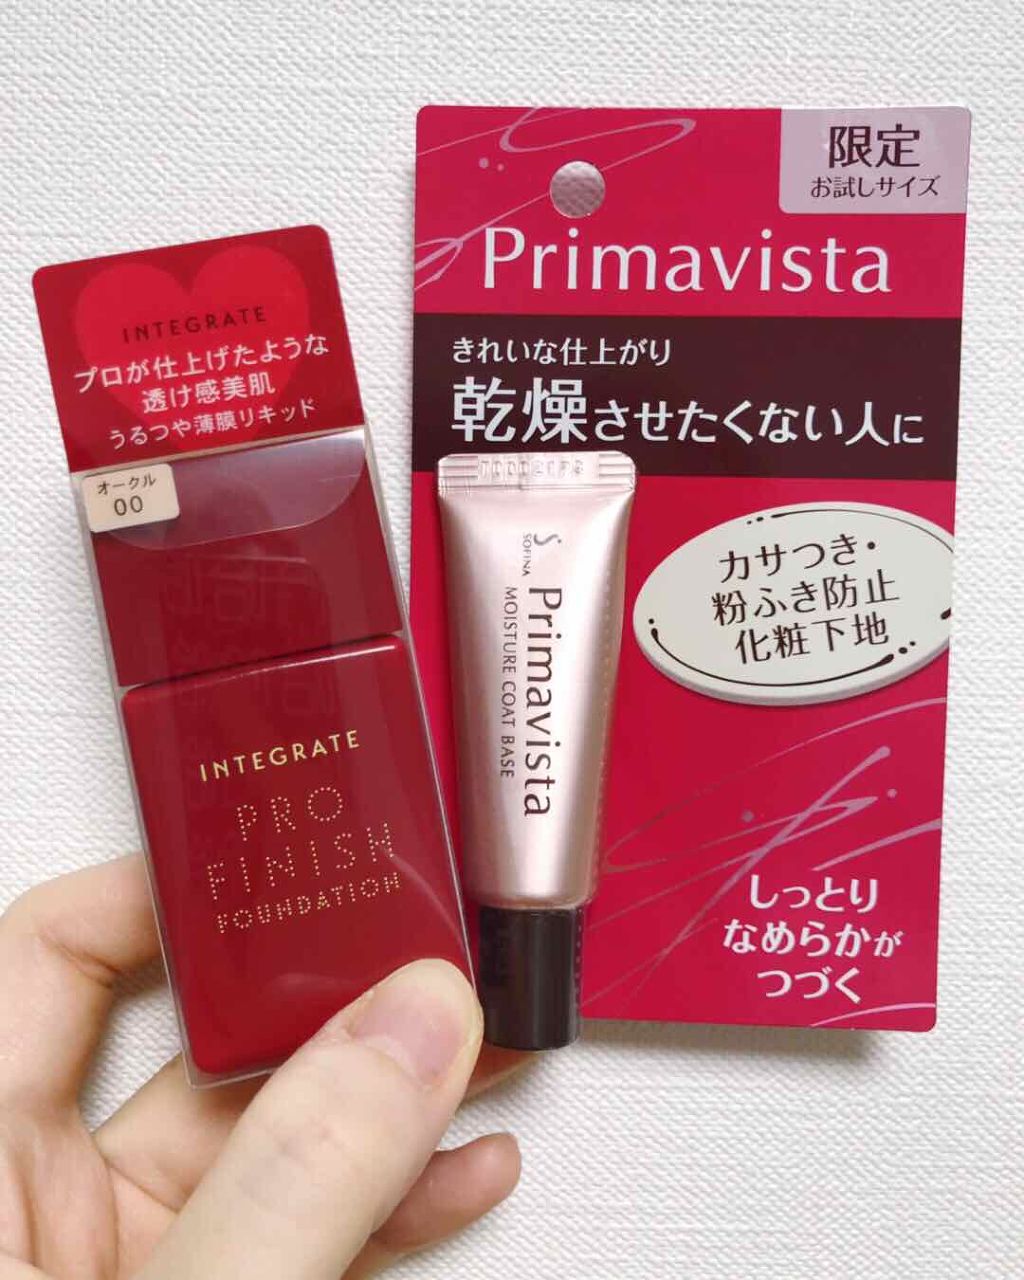 INTEGRATE
プロが仕上げたような
透け感美肌
うるつや薄膜リキッド
オークル
00
INTEGRATE
PRO
FINISH
FOUNDATION
限定
お試しサイズ
Primavista
きれいな仕上がり
乾燥させたくない人に
SOFINA
Primavista
MOISTURE COAT BASE
カサつき・
粉ふき防止
化粧下地
しっとり
なめらかが
つづく